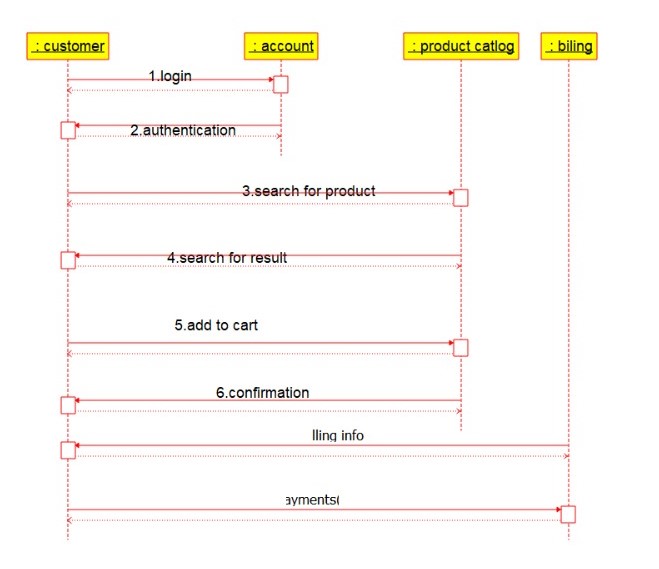 : customer
: account
: product catlog
: biling
1.login
2.authentication
3.search for product
4.search for result
5.add to cart
6.confirmation
lling info
ayments(